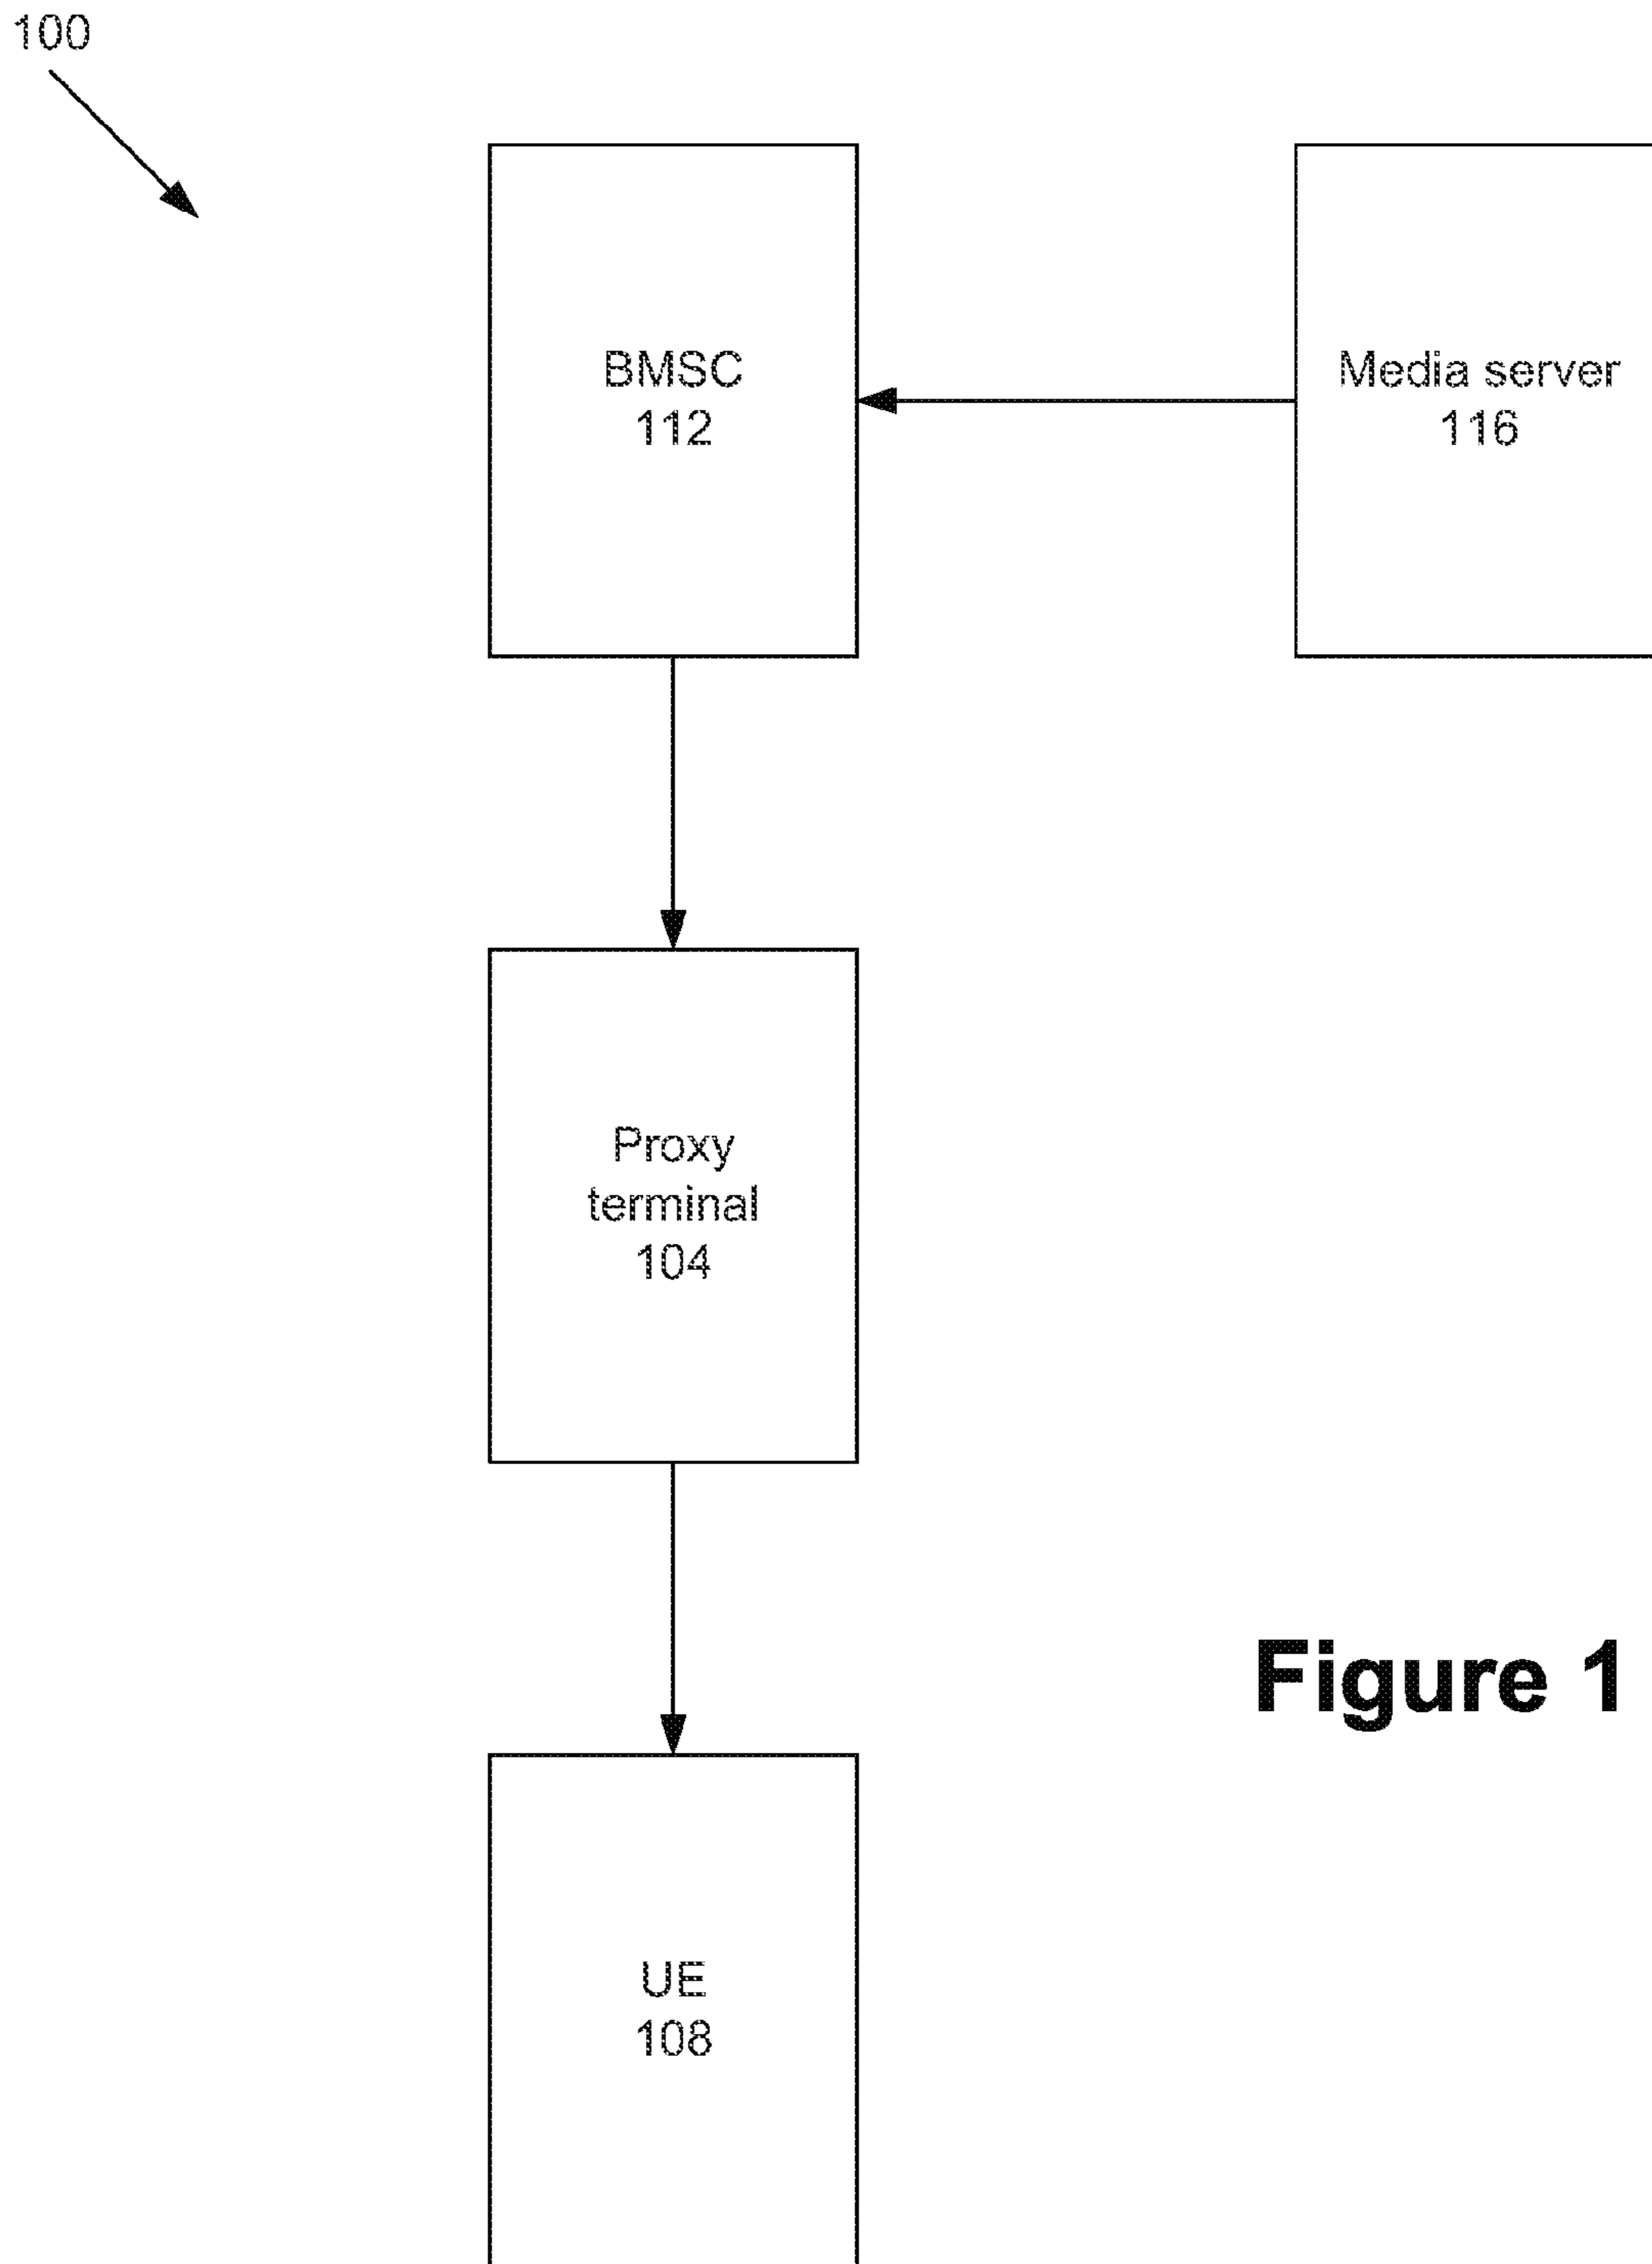 100
BMSC
112
Media server
116
Proxy
terminal
104
Figure 1
UE
108